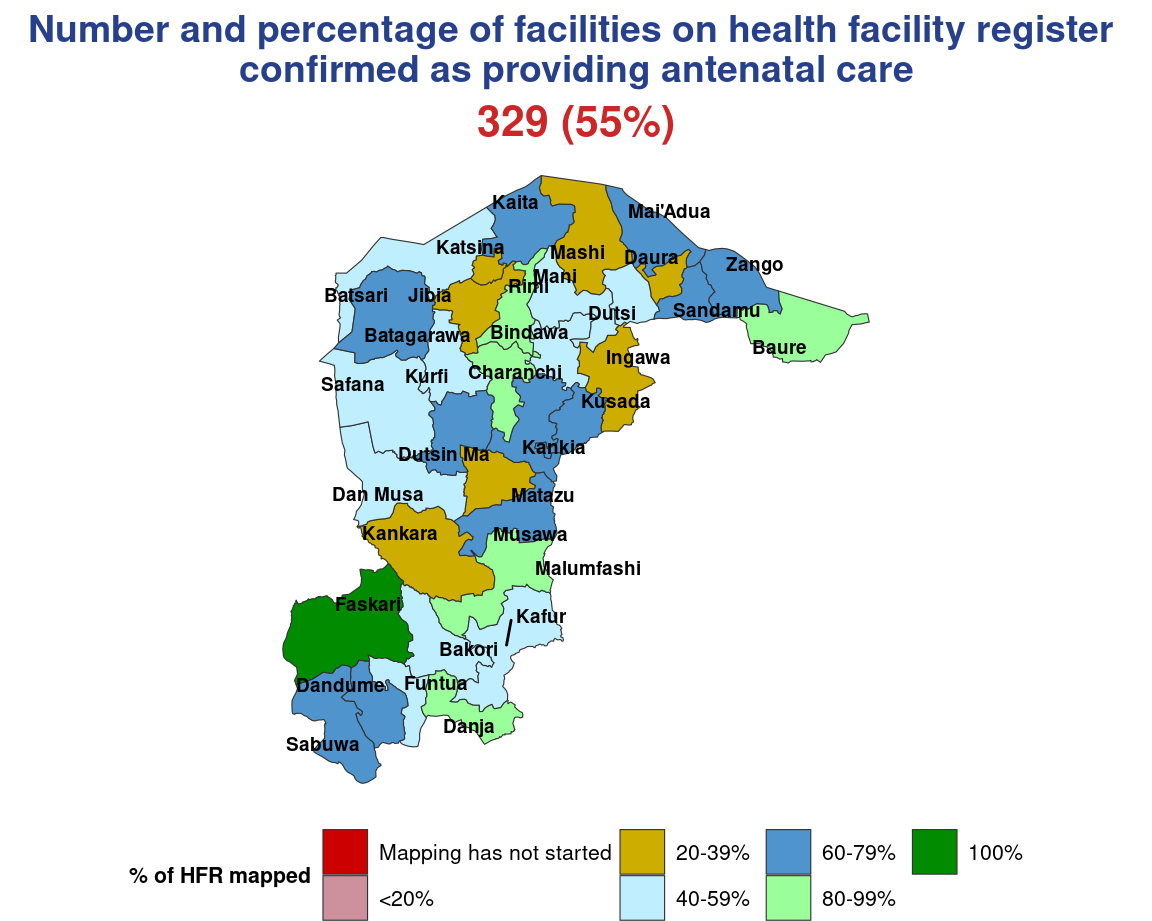 Number and percentage of facilities on health facility register
confirmed as providing antenatal care
329 (55%)
Kaita
Mai'Adua
Katsina
Mashi
Daura
Zango
Mani
Rimi
Batsari
Jibia
Dutsi
Sandamu
Batagarawa
Bindawa
Baure
Ingawa
Charanchi
Kurfi
Safana
Kusada
Kankia
Dutsin Ma
Dan Musa
Matazu
Kankara
Musawa
Malumfashi
Faskari
Kafur
Bakori
Funtua
Dandume
Danja
Sabuwa
% of HFR mapped
Mapping has not started
<20%
20-39%
40-59%
60-79%
80-99%
100%